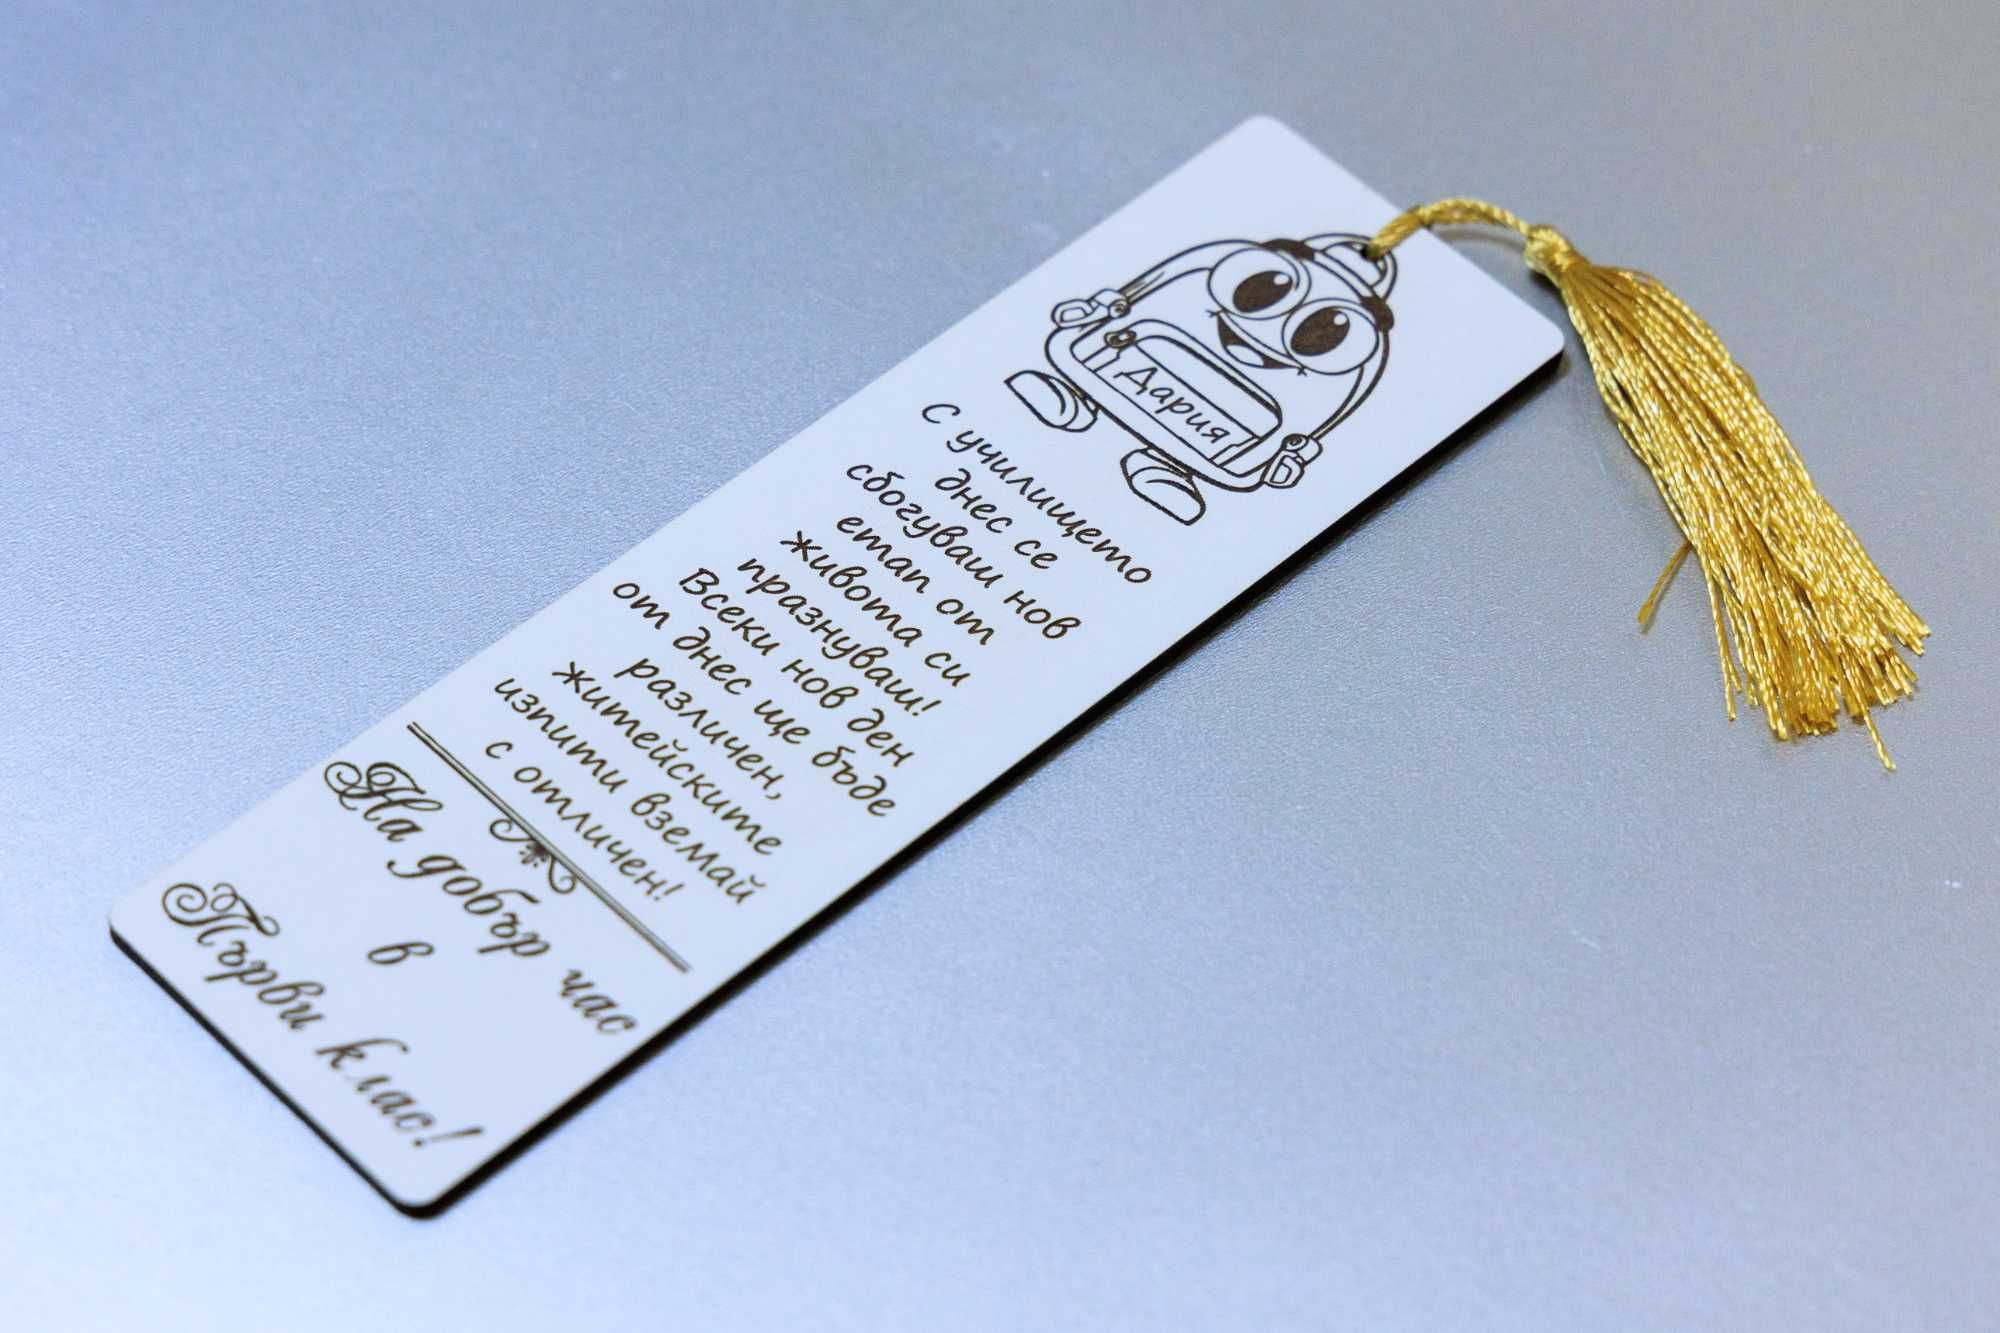 Дария
С училището
днес се
сбогуваш нов
етап от
живота си
празнуваш!
Всеки нов ден
от днес ще бъде
различен,
житейските
изпити вземай
с отличен!
На добър час
в
Първи клас!